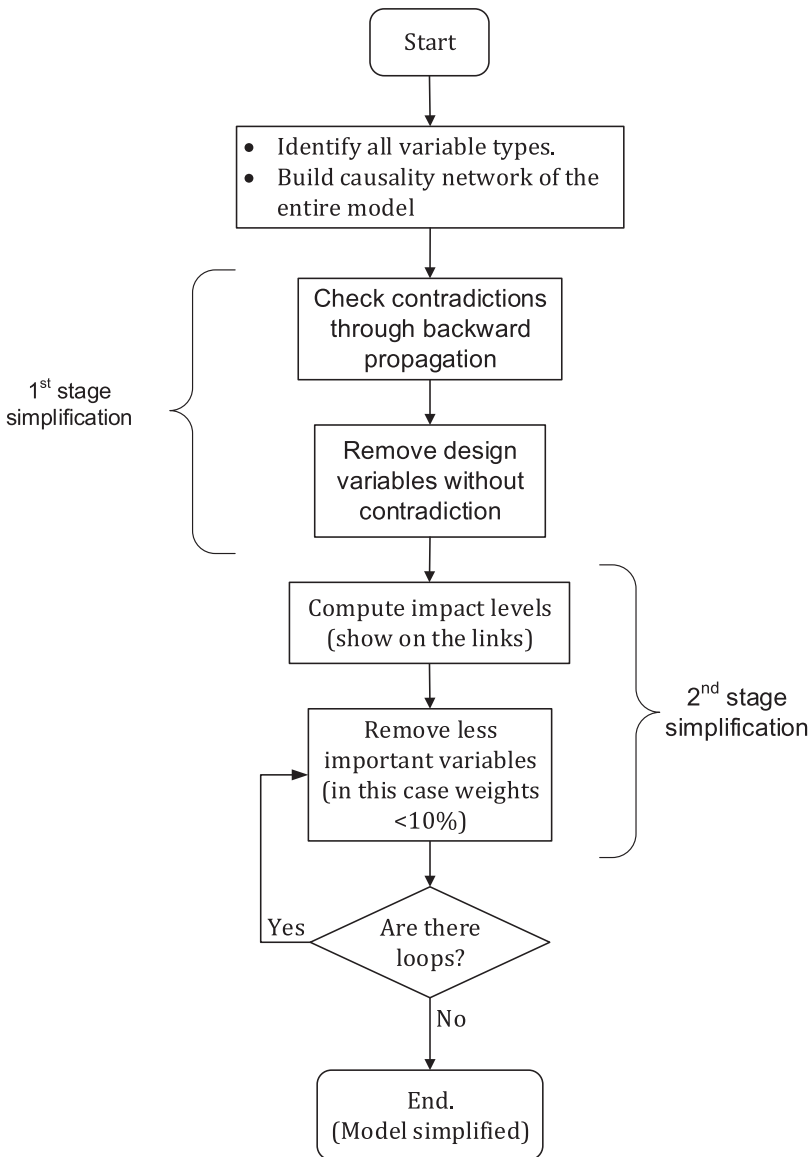 Start
• Identify all variable types.
• Build causality network of the
entire model
Check contradictions
through backward
propagation
1st stage
simplification
Remove design
variables without
contradiction
Compute impact levels
(show on the links)
2nd stage
simplification
Remove less
important variables
(in this case weights
<10%)
Yes
Are there
loops?
No
End.
(Model simplified)